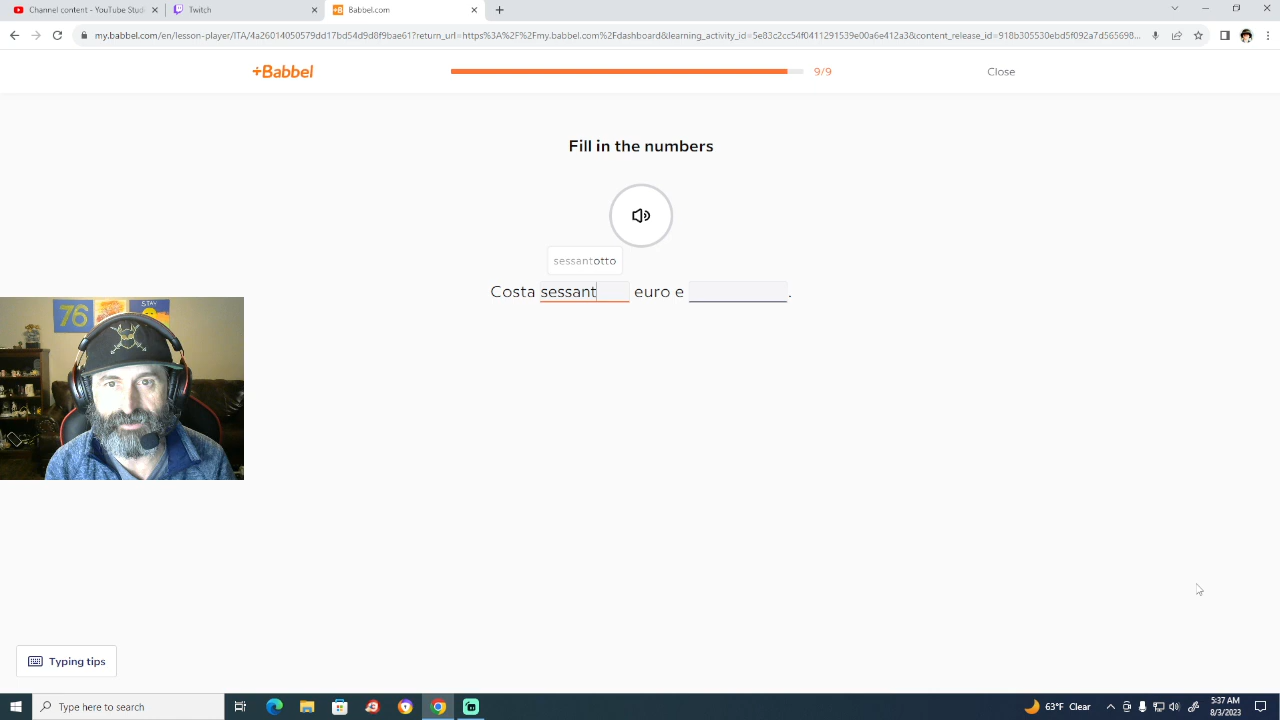 Channel content - YouTube Stud
Twitch
Babbel.com
my.babbel.com/en/lesson-player/ITA/4a26014050579dd17bd54d9d8f9bae61?return_url=https%3A%2F%2Fmy.babbel.com%2Fdashboard&learning_activity_id=5e83c2cc54f0411291539e00a6e412a3&content_release_id=918b305530ebd5f092a7d565698...
+Babbel
9/9
Close
Fill in the numbers
sessantotto
Costa sessant euro e .
76
STAY
Typing tips
Type here to search
63°F Clear
5:37 AM
8/3/2023